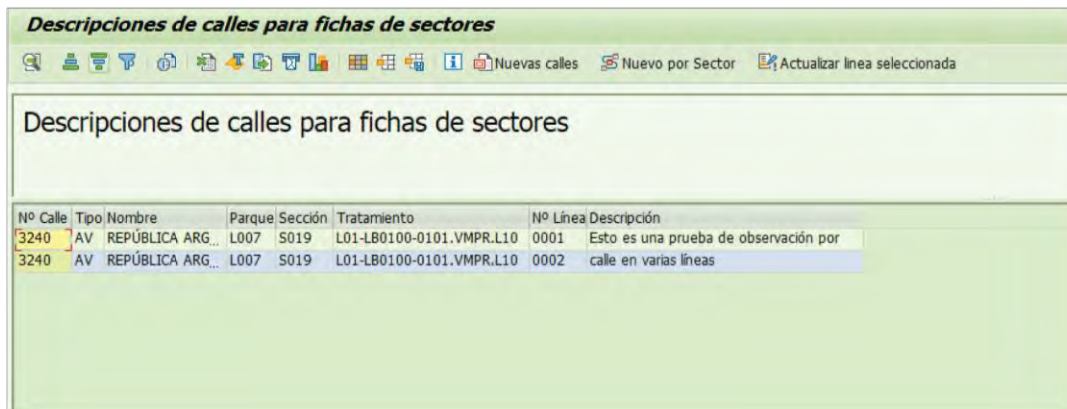 Descripciones de calles para fichas de sectores
Nuevas calles Nuevo por Sector Actualizar linea seleccionada
Descripciones de calles para fichas de sectores
Nº Calle Tipo Nombre Parque Sección Tratamiento Nº Línea Descripción
3240 AV REPÚBLICA ARG... L007 S019 L01-LB0100-0101.VMPR.L10 0001 Esto es una prueba de observación por
3240 AV REPÚBLICA ARG... L007 S019 L01-LB0100-0101.VMPR.L10 0002 calle en varias líneas